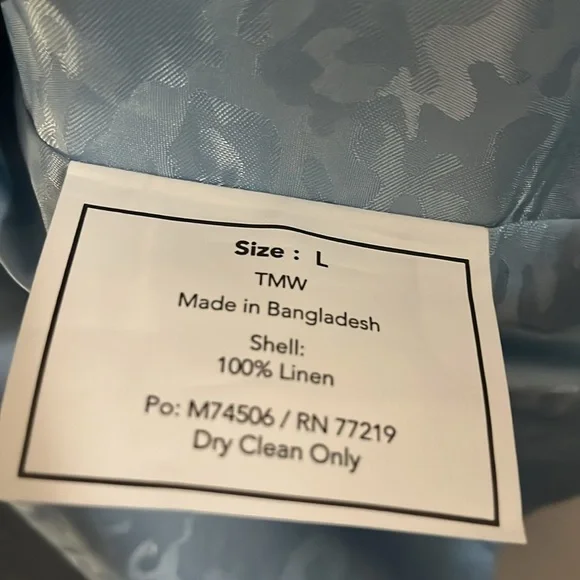 Size : L
TMW
Made in Bangladesh
Shell:
100% Linen
Po: M74506 / RN 77219
Dry Clean Only